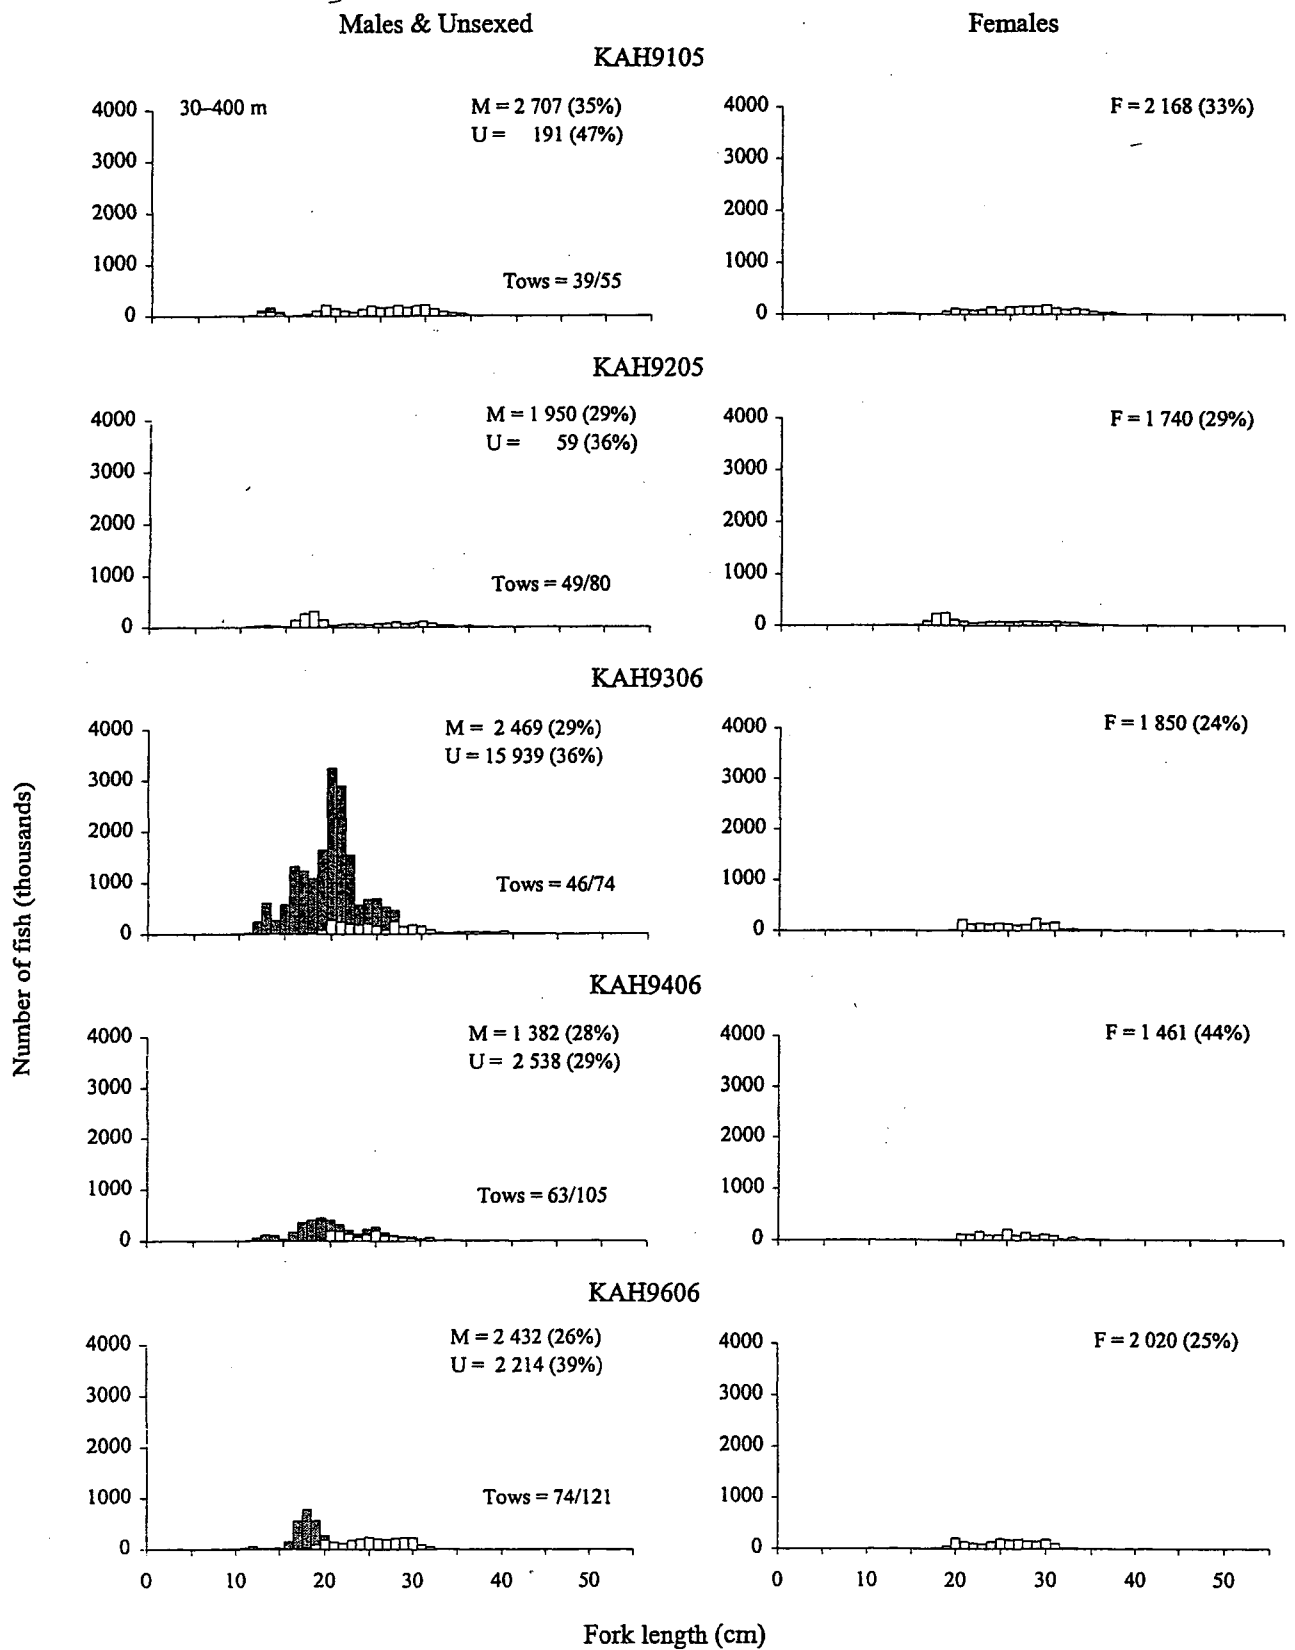 Males & Unsexed
Females
KAH9105
4000
3000
2000
1000
0
30–400 m
M = 2 707 (35%)
U = 191 (47%)
Tows = 39/55
4000
3000
2000
1000
0
F = 2 168 (33%)
KAH9205
4000
3000
2000
1000
0
M = 1 950 (29%)
U = 59 (36%)
Tows = 49/80
4000
3000
2000
1000
0
F = 1 740 (29%)
KAH9306
4000
3000
2000
1000
0
M = 2 469 (29%)
U = 15 939 (36%)
Tows = 46/74
4000
3000
2000
1000
0
F = 1 850 (24%)
KAH9406
4000
3000
2000
1000
0
M = 1 382 (28%)
U = 2 538 (29%)
Tows = 63/105
4000
3000
2000
1000
0
F = 1 461 (44%)
KAH9606
4000
3000
2000
1000
0
M = 2 432 (26%)
U = 2 214 (39%)
Tows = 74/121
4000
3000
2000
1000
0
F = 2 020 (25%)
0 10 20 30 40 50
0 10 20 30 40 50
Number of fish (thousands)
Fork length (cm)